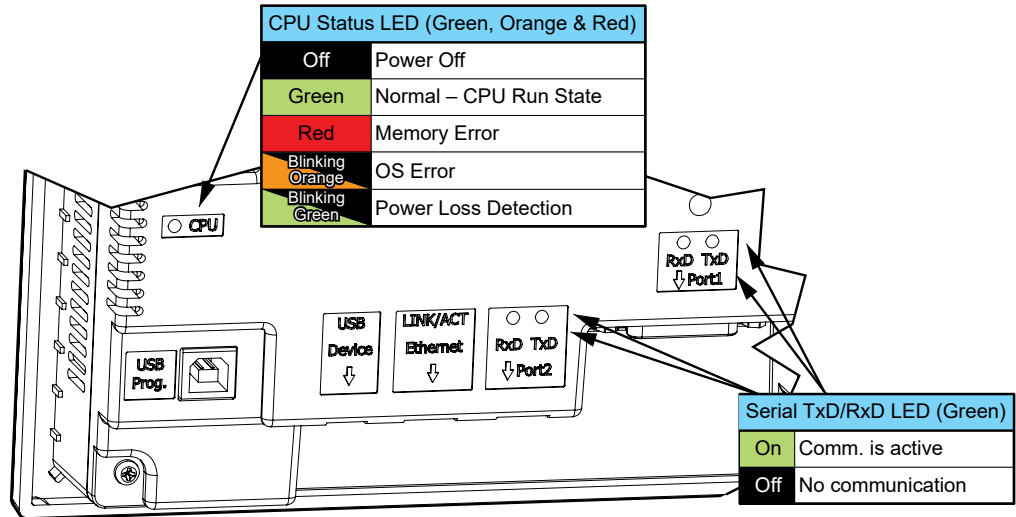 CPU Status LED (Green, Orange & Red)
Off Power Off
Green Normal – CPU Run State
Red Memory Error
Blinking Orange OS Error
Blinking Green Power Loss Detection
CPU
RxD TxD
Port1
USB Device
LINK/ACT Ethernet
RxD TxD
Port2
USB Prog.
Serial TxD/RxD LED (Green)
On Comm. is active
Off No communication